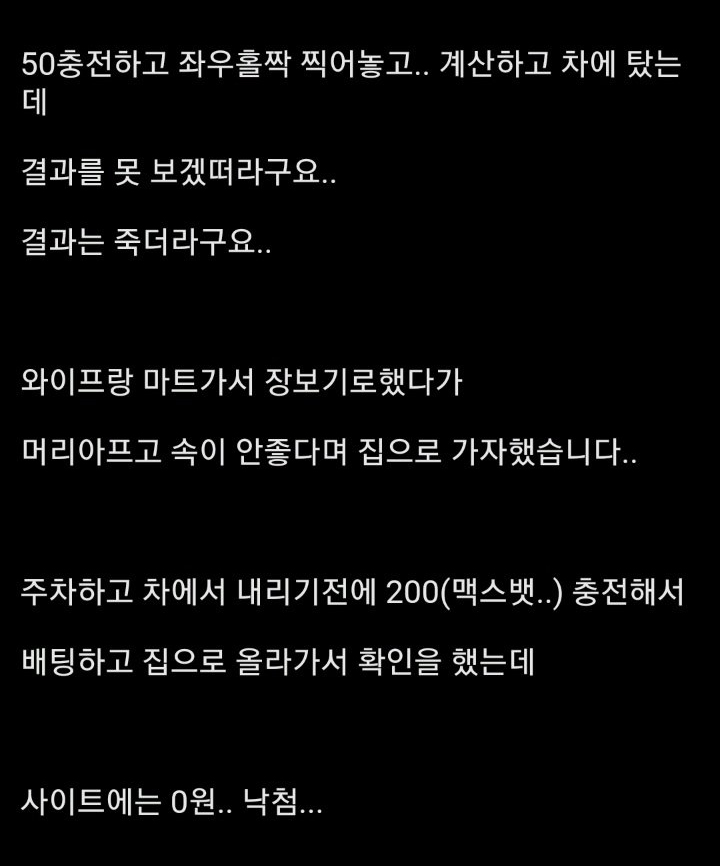 50충전하고 좌우홀짝 찍어놓고.. 계산하고 차에 탔는
데
결과를 못 보겠떠라구요..
결과는 죽더라구요..
와이프랑 마트가서 장보기로했다가
머리아프고 속이 안좋다며 집으로 가자했습니다..
주차하고 차에서 내리기전에 200(맥스뱃..) 충전해서
배팅하고 집으로 올라가서 확인을 했는데
사이트에는 0원.. 낙첨...